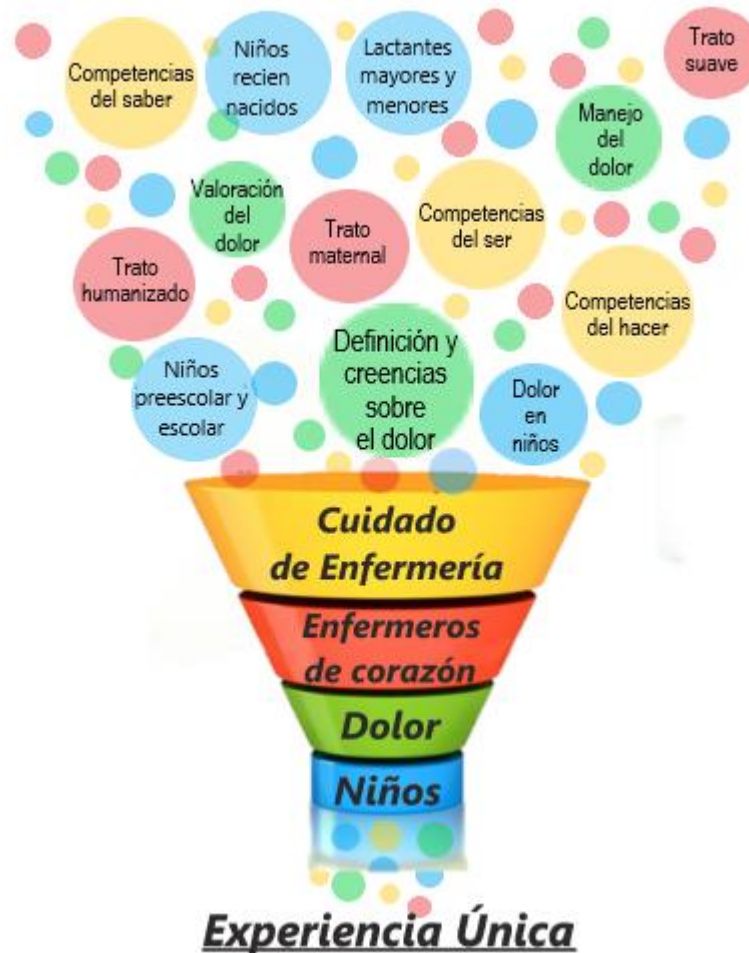 Competencias
del saber
Niños
recien
nacidos
Lactantes
mayores y
menores
Trato
suave
Manejo
del
dolor
Valoración
del
dolor
Trato
maternal
Competencias
del ser
Trato
humanizado
Competencias
del hacer
Niños
preescolar y
escolar
Definición y
creencias
sobre
el dolor
Dolor
en
niños
Cuidado
de Enfermería
Enfermeros
de corazón
Dolor
Niños
Experiencia Única